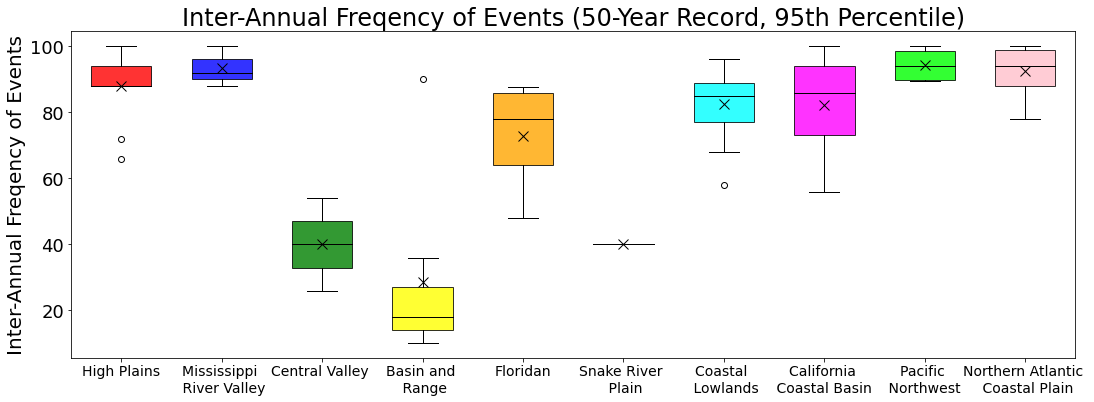 Inter-Annual Freqency of Events (50-Year Record, 95th Percentile)
Inter-Annual Freqency of Events
100
80
60
40
20
High Plains
Mississippi
River Valley
Central Valley
Basin and
Range
Floridan
Snake River
Plain
Coastal
Lowlands
California
Coastal Basin
Pacific
Northwest
Northern Atlantic
Coastal Plain